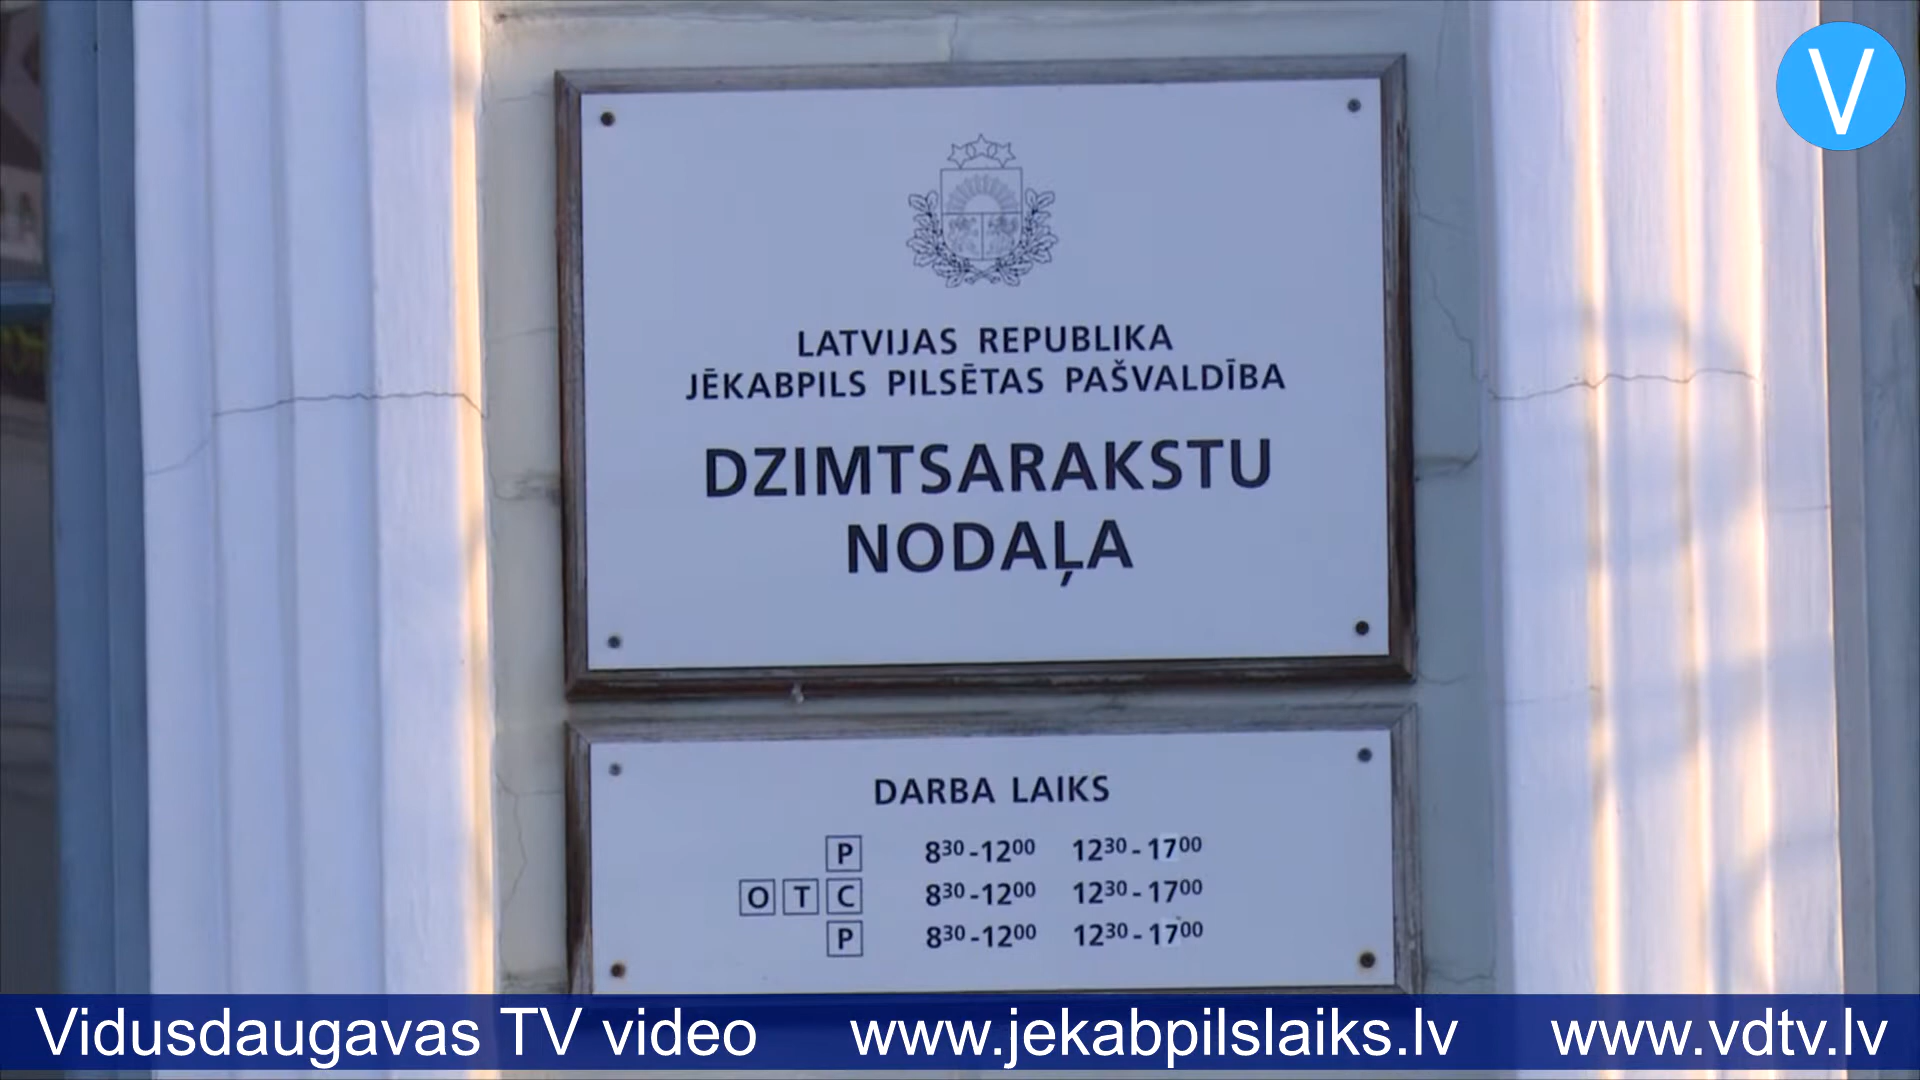 V
LATVIJAS REPUBLIKA
JĒKABPILS PILSĒTAS PAŠVALDĪBA
DZIMTSARAKSTU
NODAĻA
DARBA LAIKS
P 8³⁰-12⁰⁰ 12³⁰-17⁰⁰
O T C 8³⁰-12⁰⁰ 12³⁰-17⁰⁰
P 8³⁰-12⁰⁰ 12³⁰-17⁰⁰
Vidusdaugavas TV video www.jekabpilslaiks.lv www.vdtv.lv